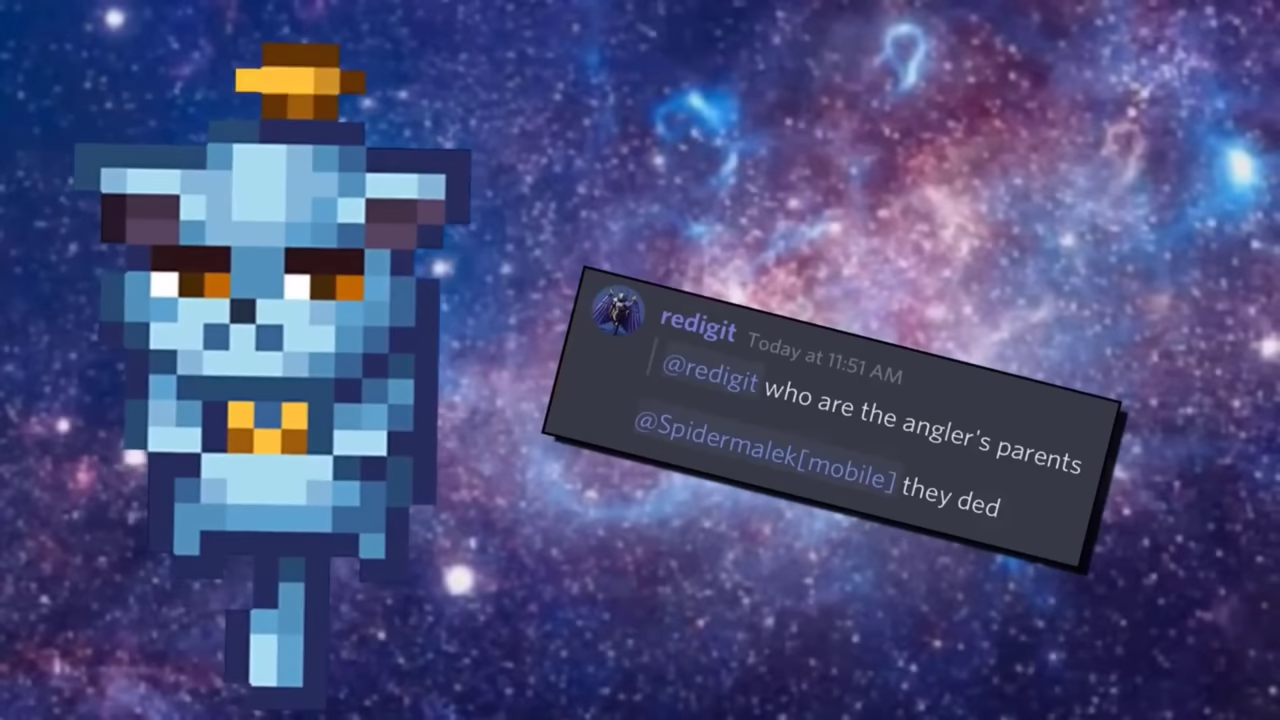 redigit Today at 11:51 AM
@redigit who are the angler's parents
@Spidermalek[mobile] they ded